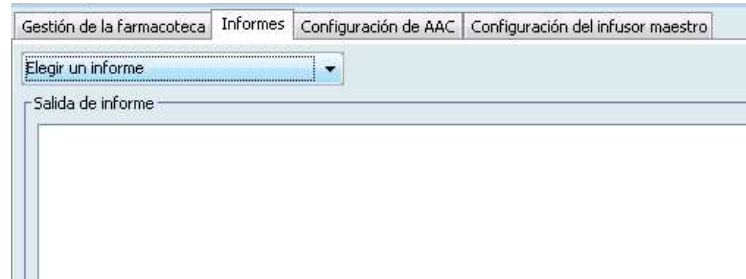 Gestión de la farmacoteca Informes Configuración de AAC Configuración del infusor maestro
Elegir un informe
Salida de informe